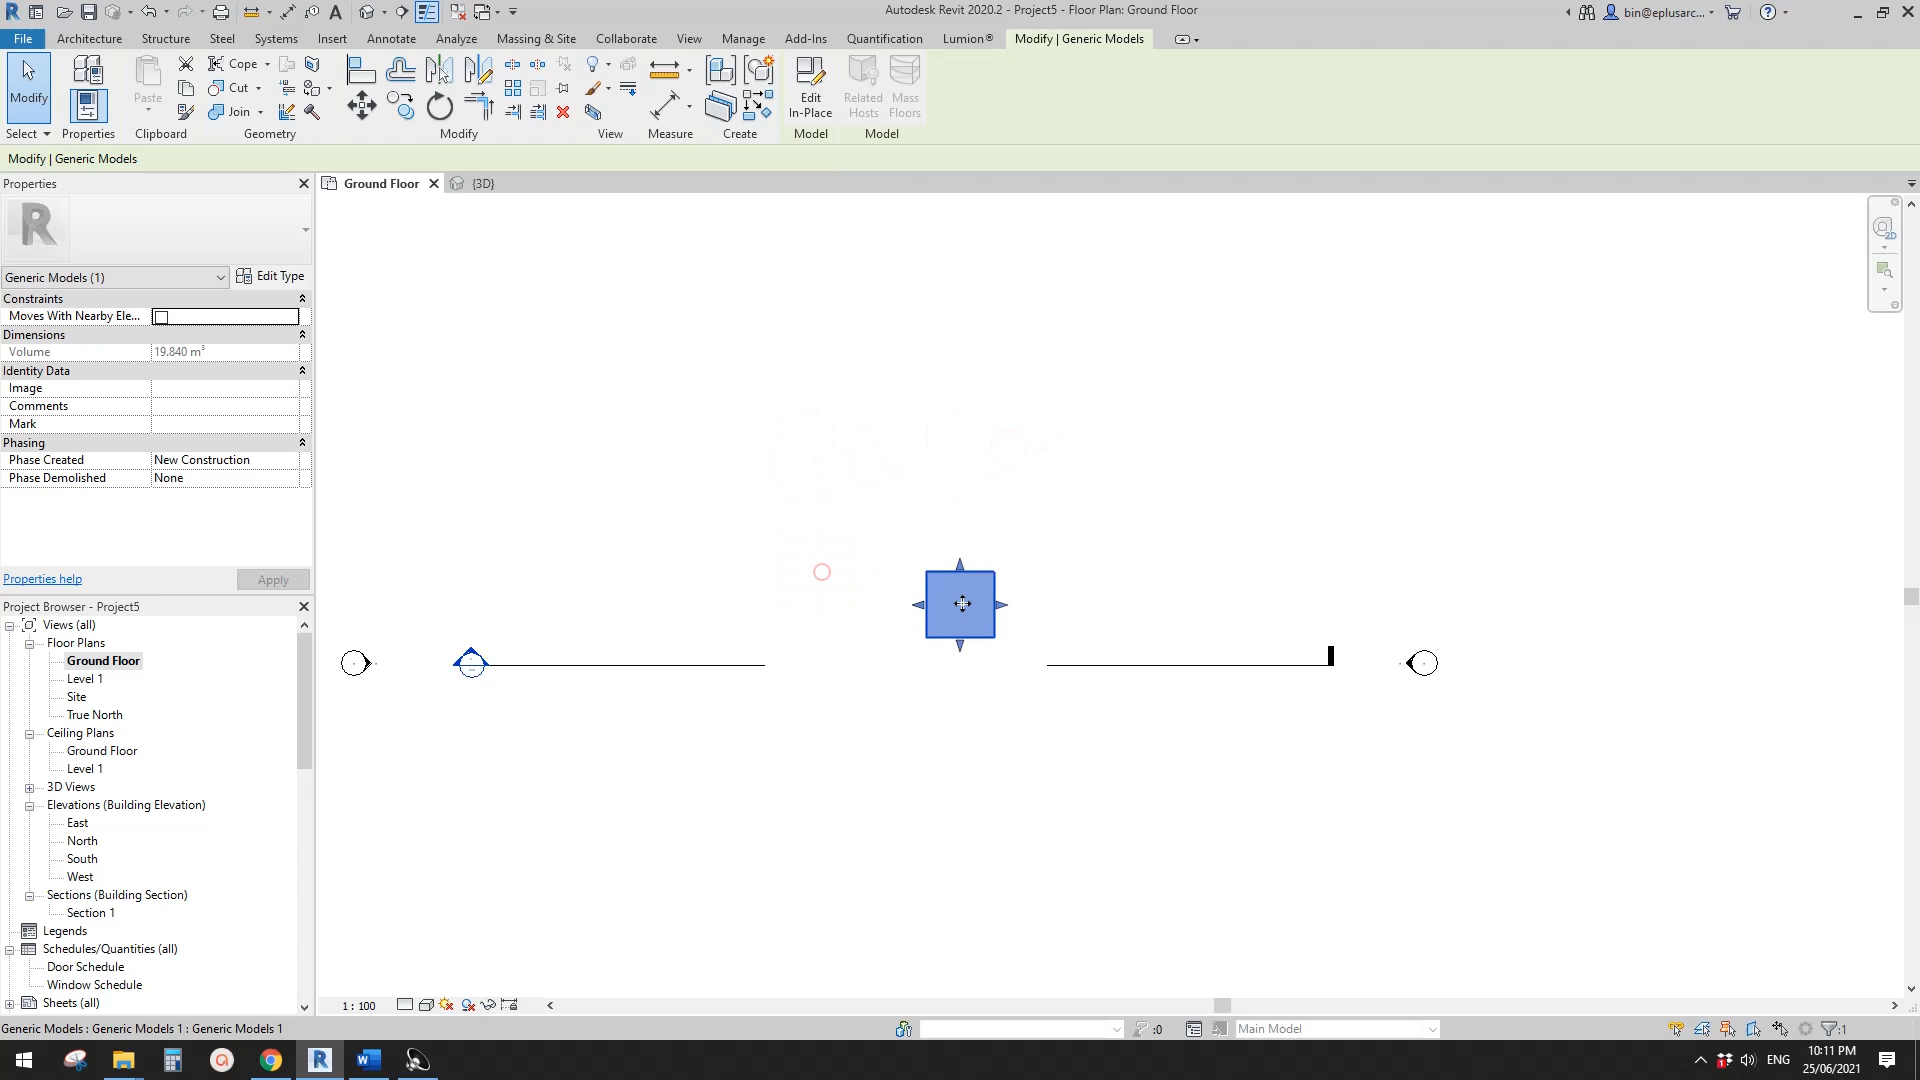 Autodesk Revit 2020.2 - Project5 - Floor Plan: Ground Floor
bin@eplusarc...
File Architecture Structure Steel Systems Insert Annotate Analyze Massing & Site Collaborate View Manage Add-Ins Quantification Lumion® Modify | Generic Models
Cope
Cut
Join
Modify
Paste
Edit
In-Place
Related
Hosts
Mass
Floors
Select Properties Clipboard Geometry Modify View Measure Create Model Model
Modify | Generic Models
Properties
Ground Floor
{3D}
2D
R
Generic Models (1)
Edit Type
Constraints
Moves With Nearby Ele...
Dimensions
Volume 19.840 m³
Identity Data
Image
Comments
Mark
Phasing
Phase Created New Construction
Phase Demolished None
Properties help
Apply
Project Browser - Project5
Views (all)
Floor Plans
Ground Floor
Level 1
Site
True North
Ceiling Plans
Ground Floor
Level 1
3D Views
Elevations (Building Elevation)
East
North
South
West
Sections (Building Section)
Section 1
Legends
Schedules/Quantities (all)
Door Schedule
Window Schedule
Sheets (all)
1 : 100
Generic Models : Generic Models 1 : Generic Models 1
:0
Main Model
:1
ENG
10:11 PM
25/06/2021